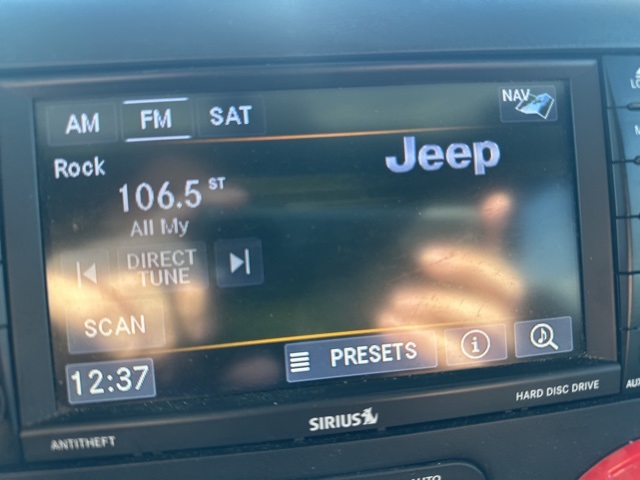 AM FM SAT NAV
Rock
Jeep
106.5 ST
All My
DIRECT
TUNE
SCAN
PRESETS
12:37
HARD DISC DRIVE
SIRIUS
ANTITHEFT